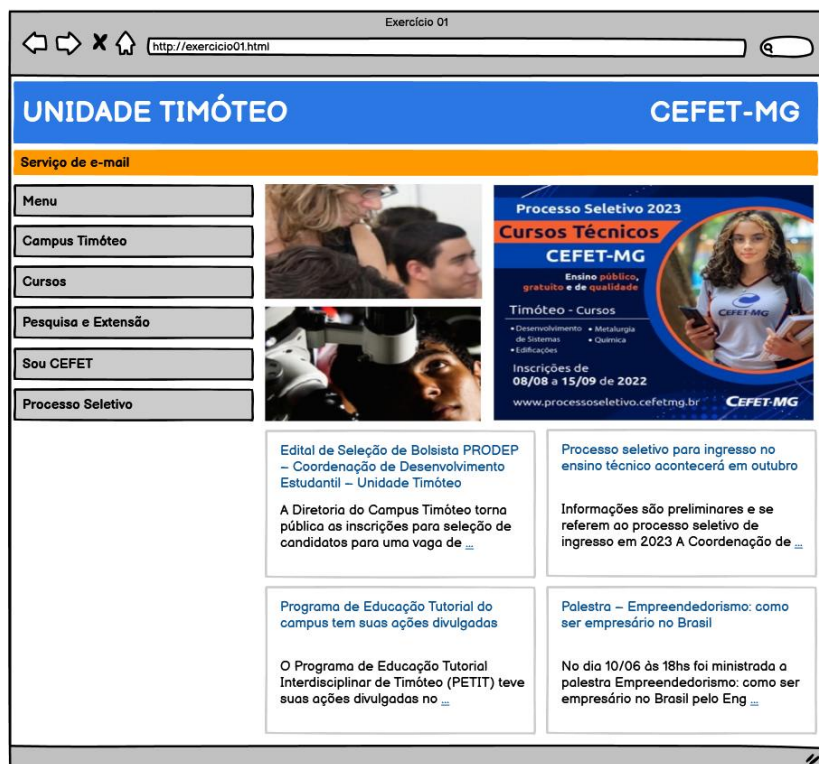 Exercício 01
http://exercicio01.html
UNIDADE TIMÓTEO
CEFET-MG
Serviço de e-mail
Menu
Campus Timóteo
Cursos
Pesquisa e Extensão
Sou CEFET
Processo Seletivo
Processo Seletivo 2023
Cursos Técnicos
CEFET-MG
Ensino público,
gratuito e de qualidade
Timóteo - Cursos
• Desenvolvimento
de Sistemas
• Edificações
• Metalurgia
• Química
Inscrições de
08/08 a 15/09 de 2022
www.processoseletivo.cefetmg.br
CEFET-MG
CEFET-MG
Edital de Seleção de Bolsista PRODEP
– Coordenação de Desenvolvimento
Estudantil – Unidade Timóteo
A Diretoria do Campus Timóteo torna
pública as inscrições para seleção de
candidatos para uma vaga de ...
Processo seletivo para ingresso no
ensino técnico acontecerá em outubro
Informações são preliminares e se
referem ao processo seletivo de
ingresso em 2023 A Coordenação de ...
Programa de Educação Tutorial do
campus tem suas ações divulgadas
O Programa de Educação Tutorial
Interdisciplinar de Timóteo (PETIT) teve
suas ações divulgadas no ...
Palestra – Empreendedorismo: como
ser empresário no Brasil
No dia 10/06 às 18hs foi ministrada a
palestra Empreendedorismo: como ser
empresário no Brasil pelo Eng ...